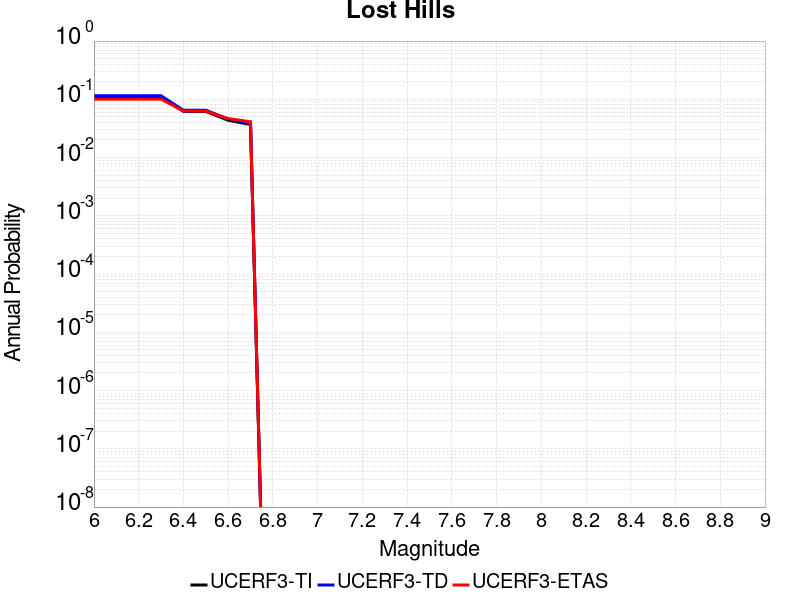 Lost Hills
10^0
10^-1
10^-2
10^-3
10^-4
10^-5
10^-6
10^-7
10^-8
Annual Probability
6 6.2 6.4 6.6 6.8 7 7.2 7.4 7.6 7.8 8 8.2 8.4 8.6 8.8 9
Magnitude
UCERF3-TI UCERF3-TD UCERF3-ETAS